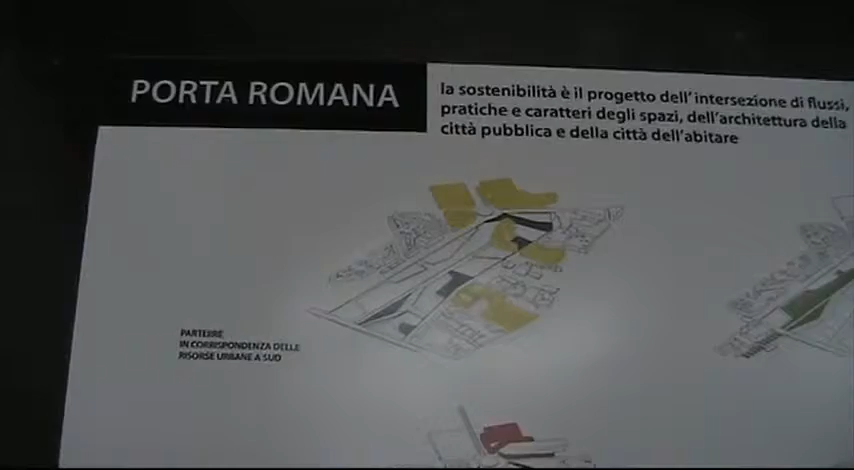 PORTA ROMANA
la sostenibilità è il progetto dell'intersezione di flussi,
pratiche e caratteri degli spazi, dell'architettura della
città pubblica e della città dell'abitare
PARTERRE
IN CORRISPONDENZA DELLE
RISORSE URBANE A SUD